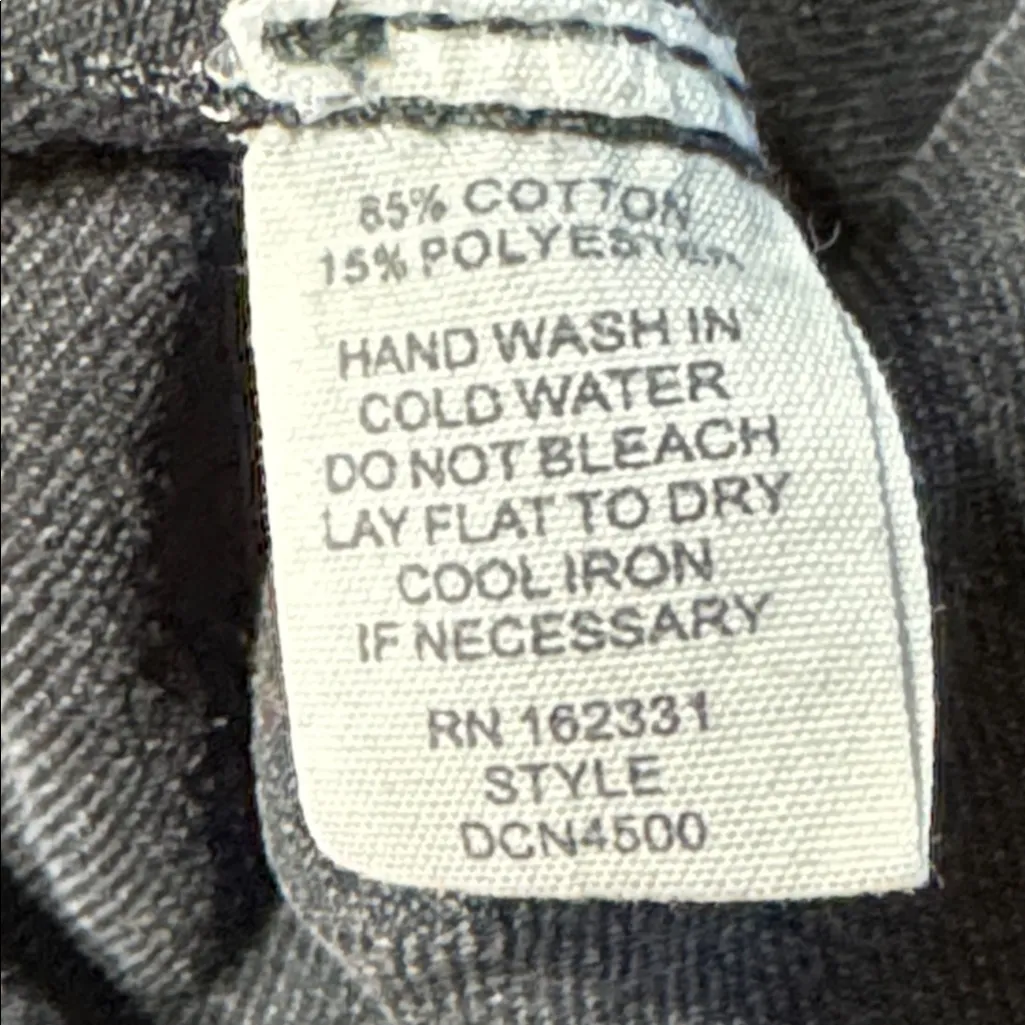 85% COTTON
15% POLYESTER
HAND WASH IN
COLD WATER
DO NOT BLEACH
LAY FLAT TO DRY
COOL IRON
IF NECESSARY
RN 162331
STYLE
DCN4500